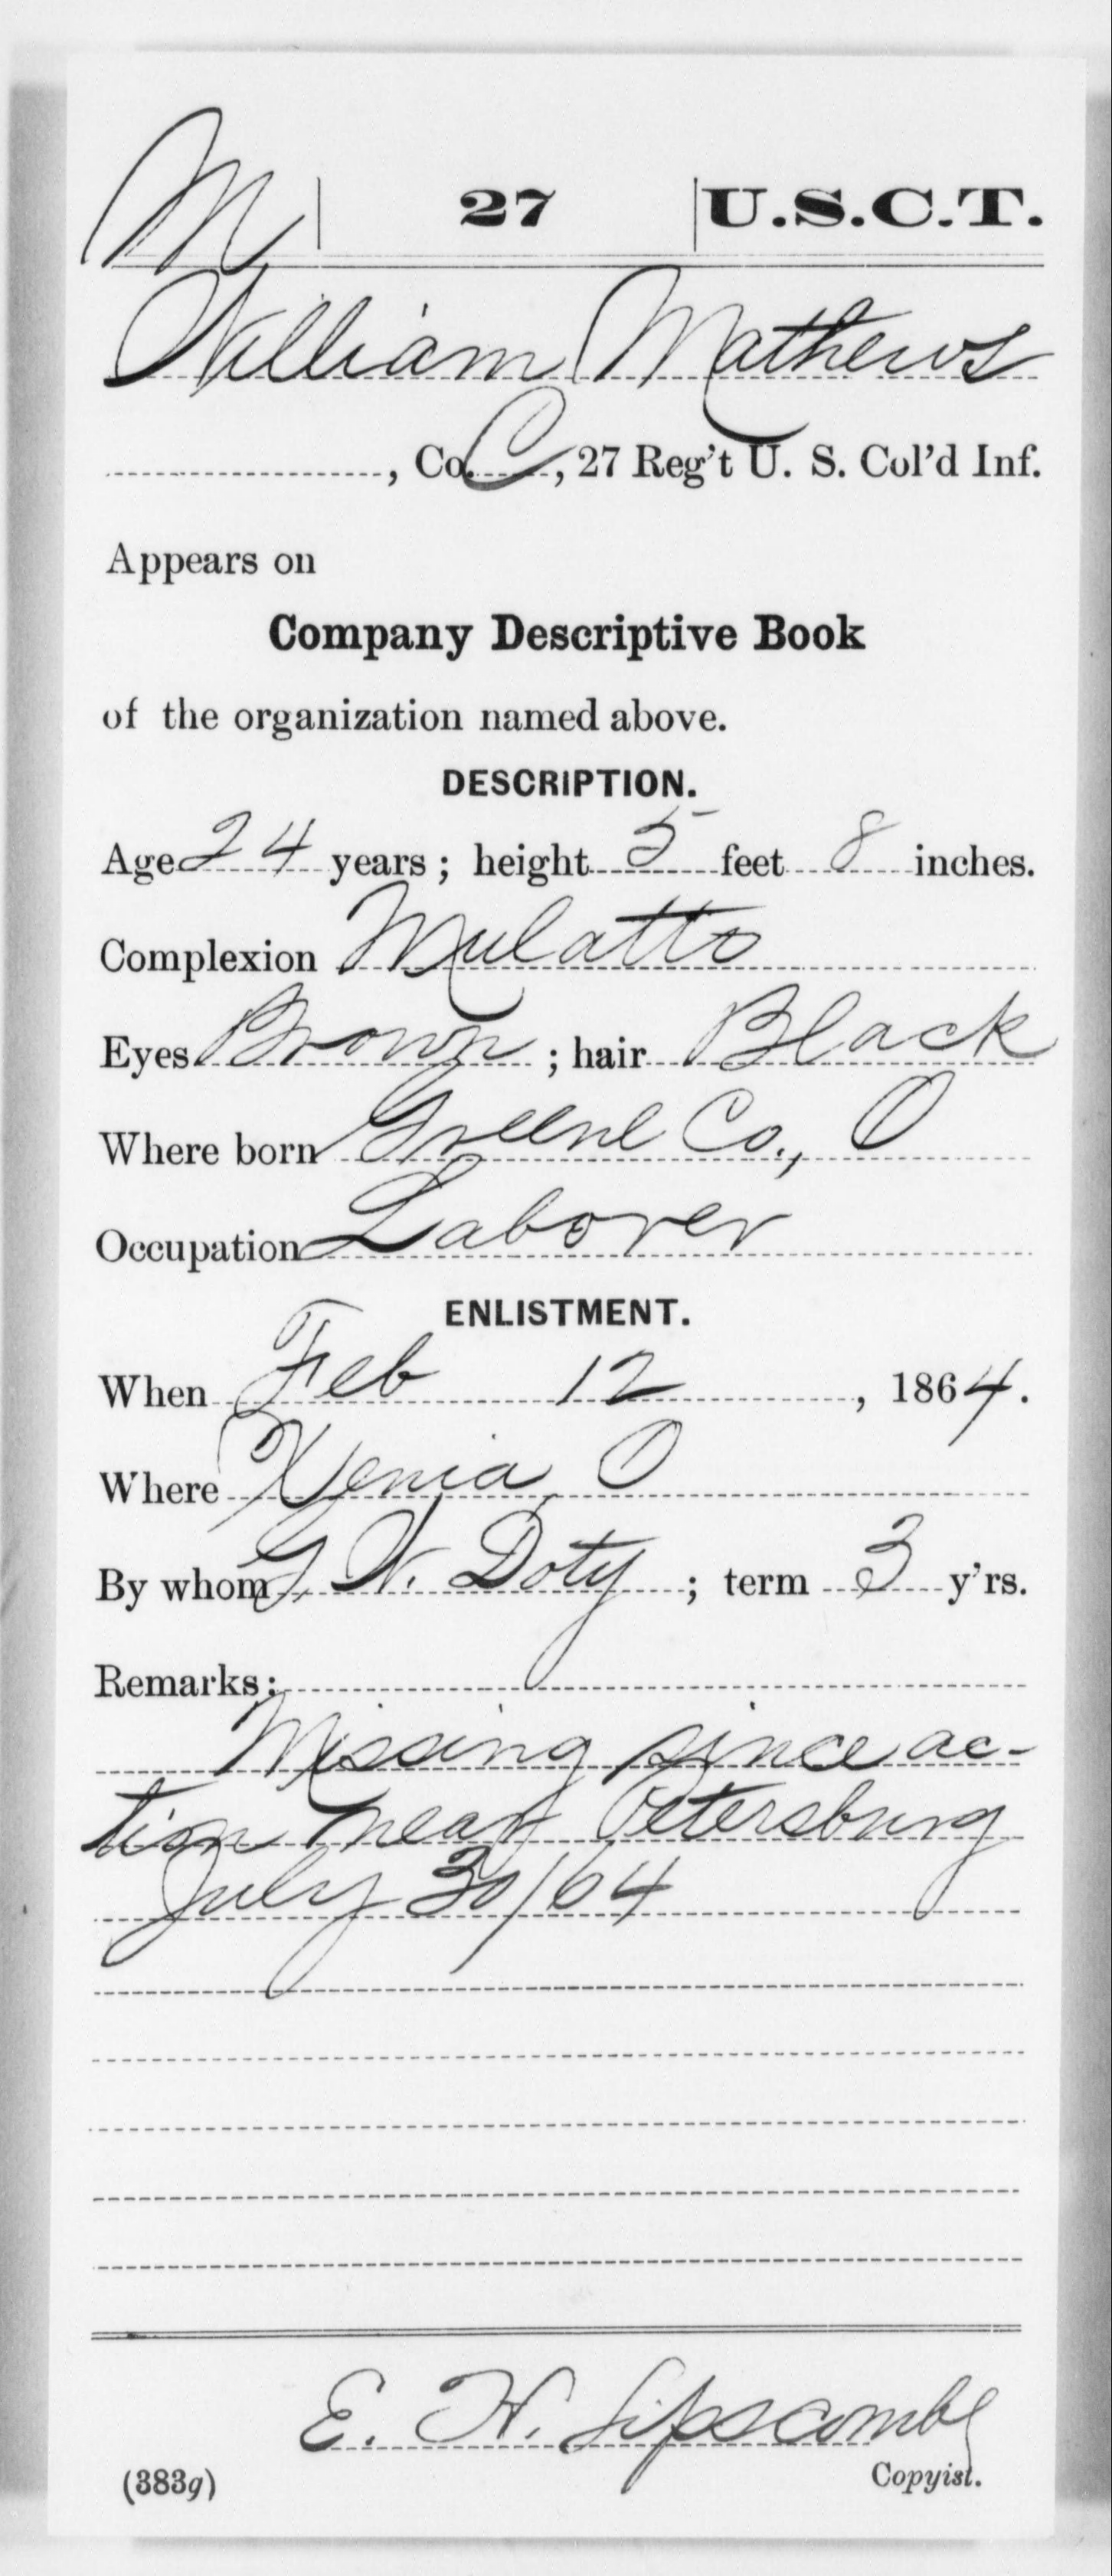 M | 27 | U.S.C.T.
William Mathews
, Co. C, 27 Reg't U. S. Col'd Inf.
Appears on
Company Descriptive Book
of the organization named above.
DESCRIPTION.
Age 24 years; height 5 feet 8 inches.
Complexion Mulatto
Eyes Brown; hair Black
Where born Greene Co., O
Occupation Laborer
ENLISTMENT.
When Feb 12, 1864.
Where Xenia, O
By whom G. W. Doty; term 3 y'rs.
Remarks:
Missing since ac-
tion near Petersburg
July 30/64
E. H. Lipscomb
(383g) Copyist.